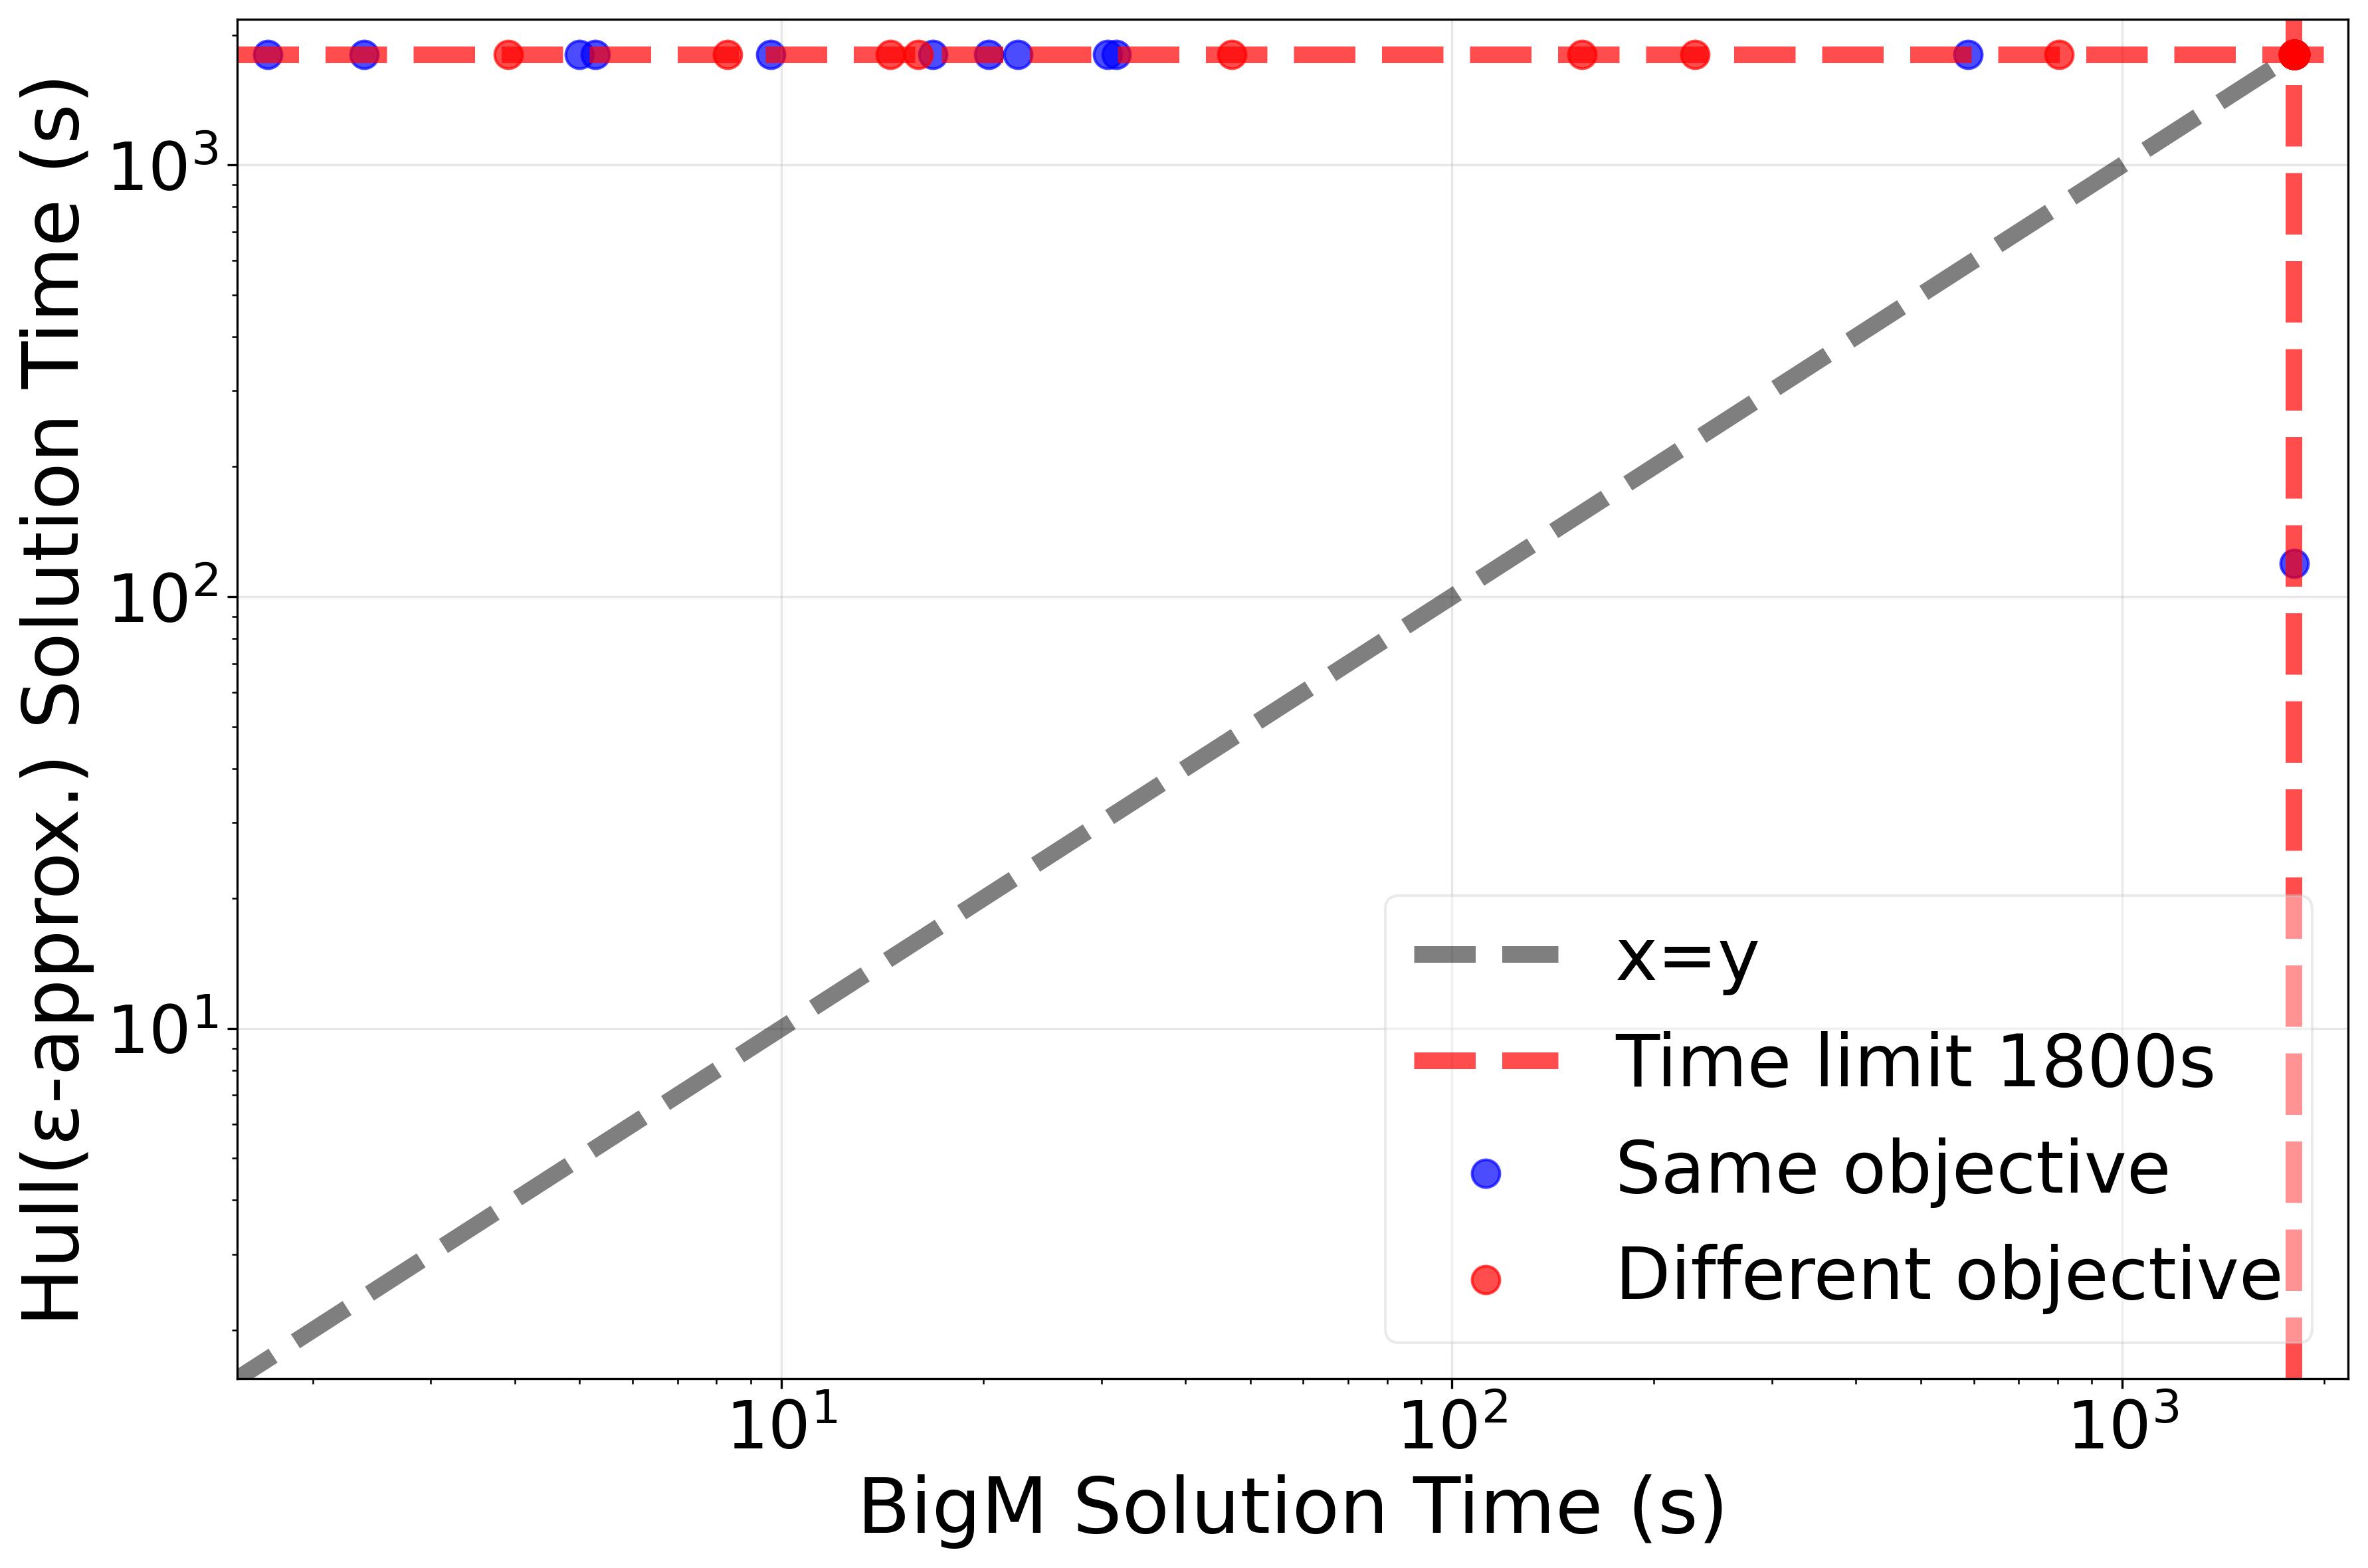 Hull(ε-approx.) Solution Time (s)
10³
10²
10¹
x=y
Time limit 1800s
Same objective
Different objective
10¹
10²
10³
BigM Solution Time (s)